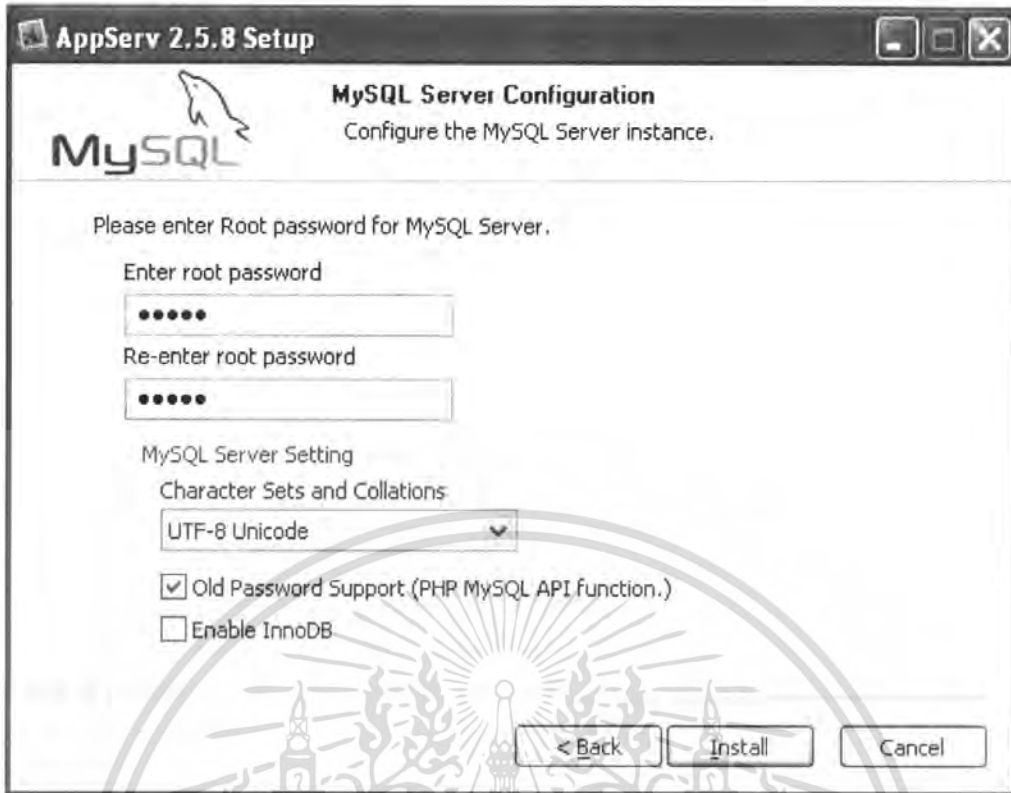 AppServ 2.5.8 Setup
MySQL
MySQL Server Configuration
Configure the MySQL Server instance.
Please enter Root password for MySQL Server.
Enter root password
•••••
Re-enter root password
•••••
MySQL Server Setting
Character Sets and Collations
UTF-8 Unicode
Old Password Support (PHP MySQL API function.)
Enable InnoDB
< Back Install Cancel